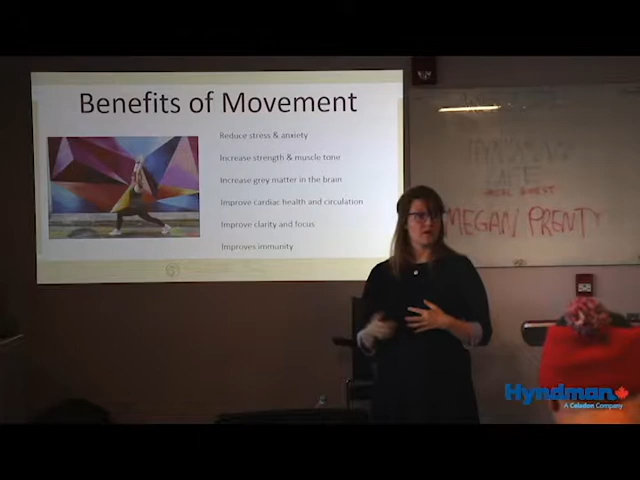 Benefits of Movement
Reduce stress & anxiety
Increase strength & muscle tone
Increase grey matter in the brain
Improve cardiac health and circulation
Improve clarity and focus
Improves immunity
MEGAN PRENTY
Hyndman
A Celadon Company